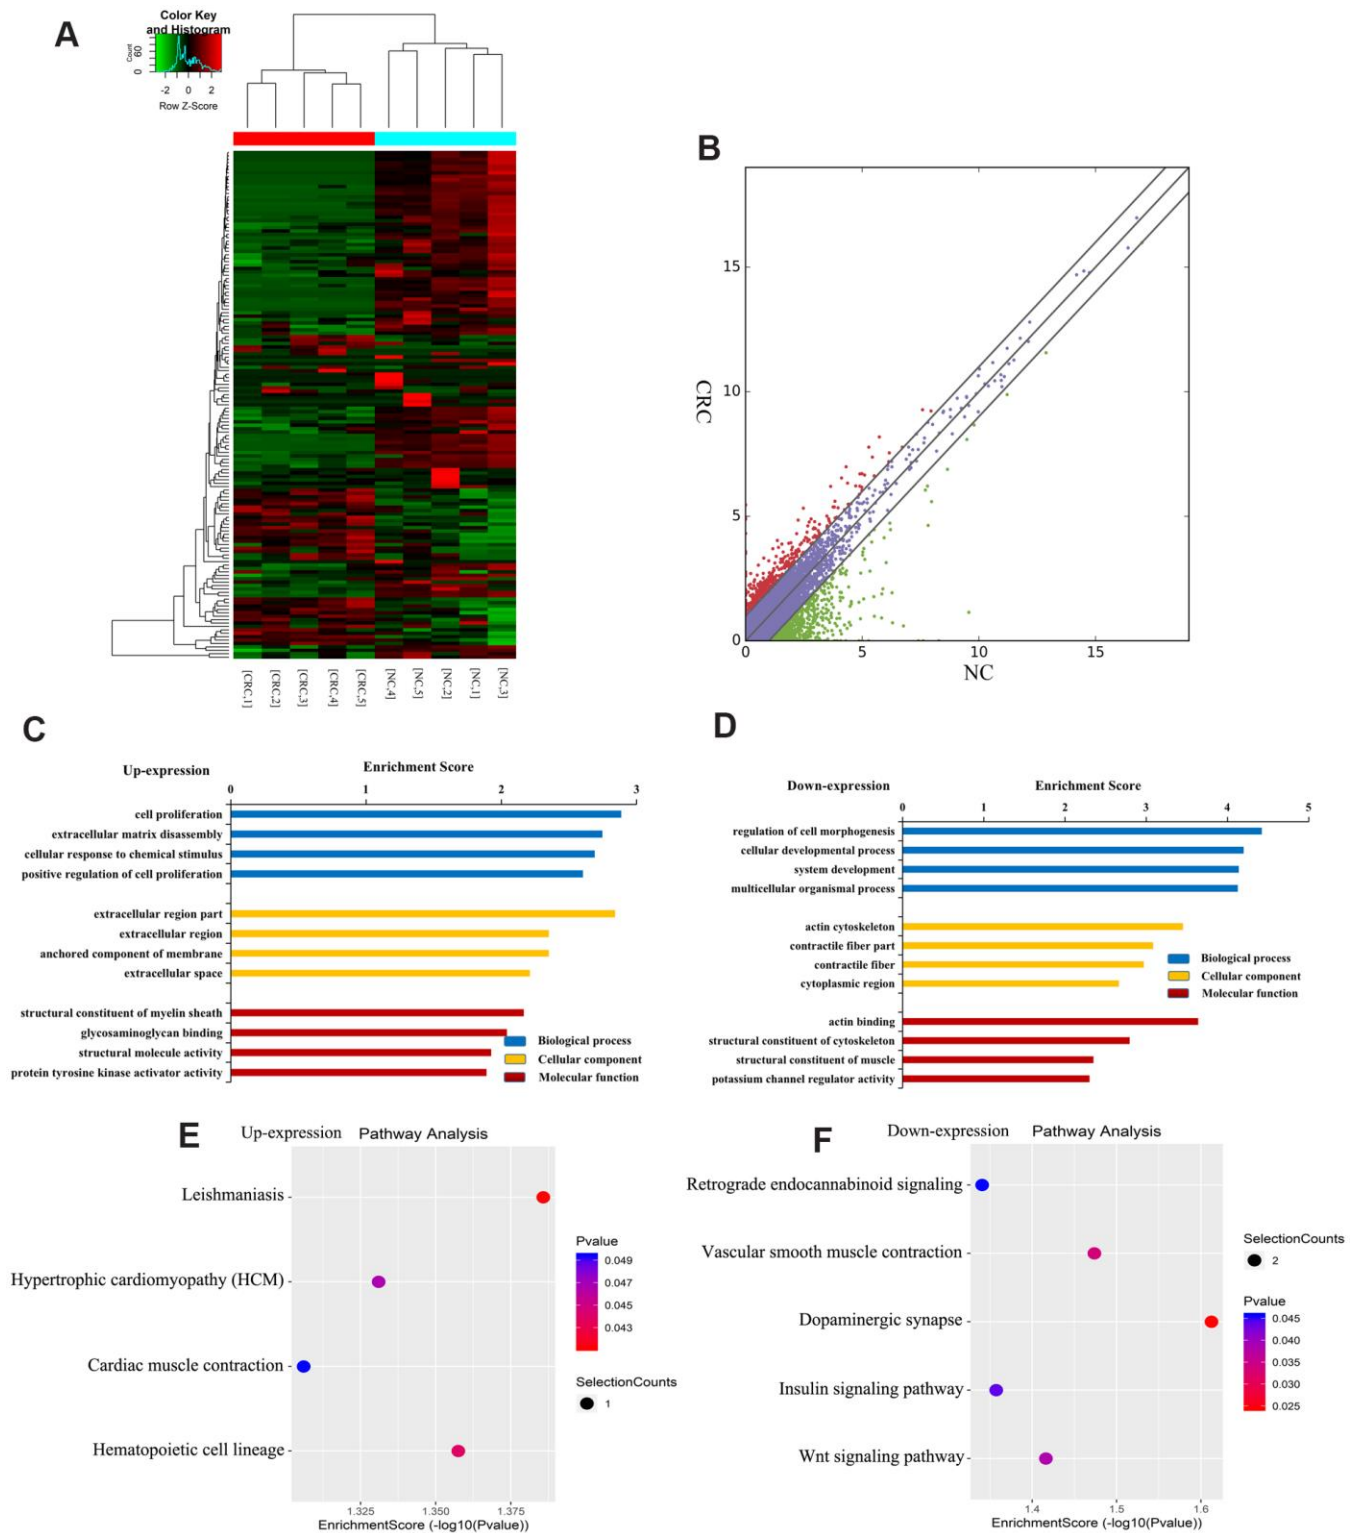 A
Color Key
and Histogram
Count
0 60
-2 0 2
Row Z-Score
[CRC,1]
[CRC,2]
[CRC,3]
[CRC,4]
[CRC,5]
[NC,4]
[NC,5]
[NC,2]
[NC,1]
[NC,3]
B
CRC
15
10
5
0
0 5 10 15
NC
C
Up-expression Enrichment Score
0 1 2 3
cell proliferation
extracellular matrix disassembly
cellular response to chemical stimulus
positive regulation of cell proliferation
extracellular region part
extracellular region
anchored component of membrane
extracellular space
structural constituent of myelin sheath
glycosaminoglycan binding
structural molecule activity
protein tyrosine kinase activator activity
Biological process
Cellular component
Molecular function
D
Down-expression Enrichment Score
0 1 2 3 4 5
regulation of cell morphogenesis
cellular developmental process
system development
multicellular organismal process
actin cytoskeleton
contractile fiber part
contractile fiber
cytoplasmic region
actin binding
structural constituent of cytoskeleton
structural constituent of muscle
potassium channel regulator activity
Biological process
Cellular component
Molecular function
E
Up-expression Pathway Analysis
Leishmaniasis
Hypertrophic cardiomyopathy (HCM)
Cardiac muscle contraction
Hematopoietic cell lineage
1.325 1.350 1.375
EnrichmentScore (-log10(Pvalue))
Pvalue
0.049
0.047
0.045
0.043
SelectionCounts
1
F
Down-expression Pathway Analysis
Retrograde endocannabinoid signaling
Vascular smooth muscle contraction
Dopaminergic synapse
Insulin signaling pathway
Wnt signaling pathway
1.4 1.5 1.6
EnrichmentScore (-log10(Pvalue))
SelectionCounts
2
Pvalue
0.045
0.040
0.035
0.030
0.025